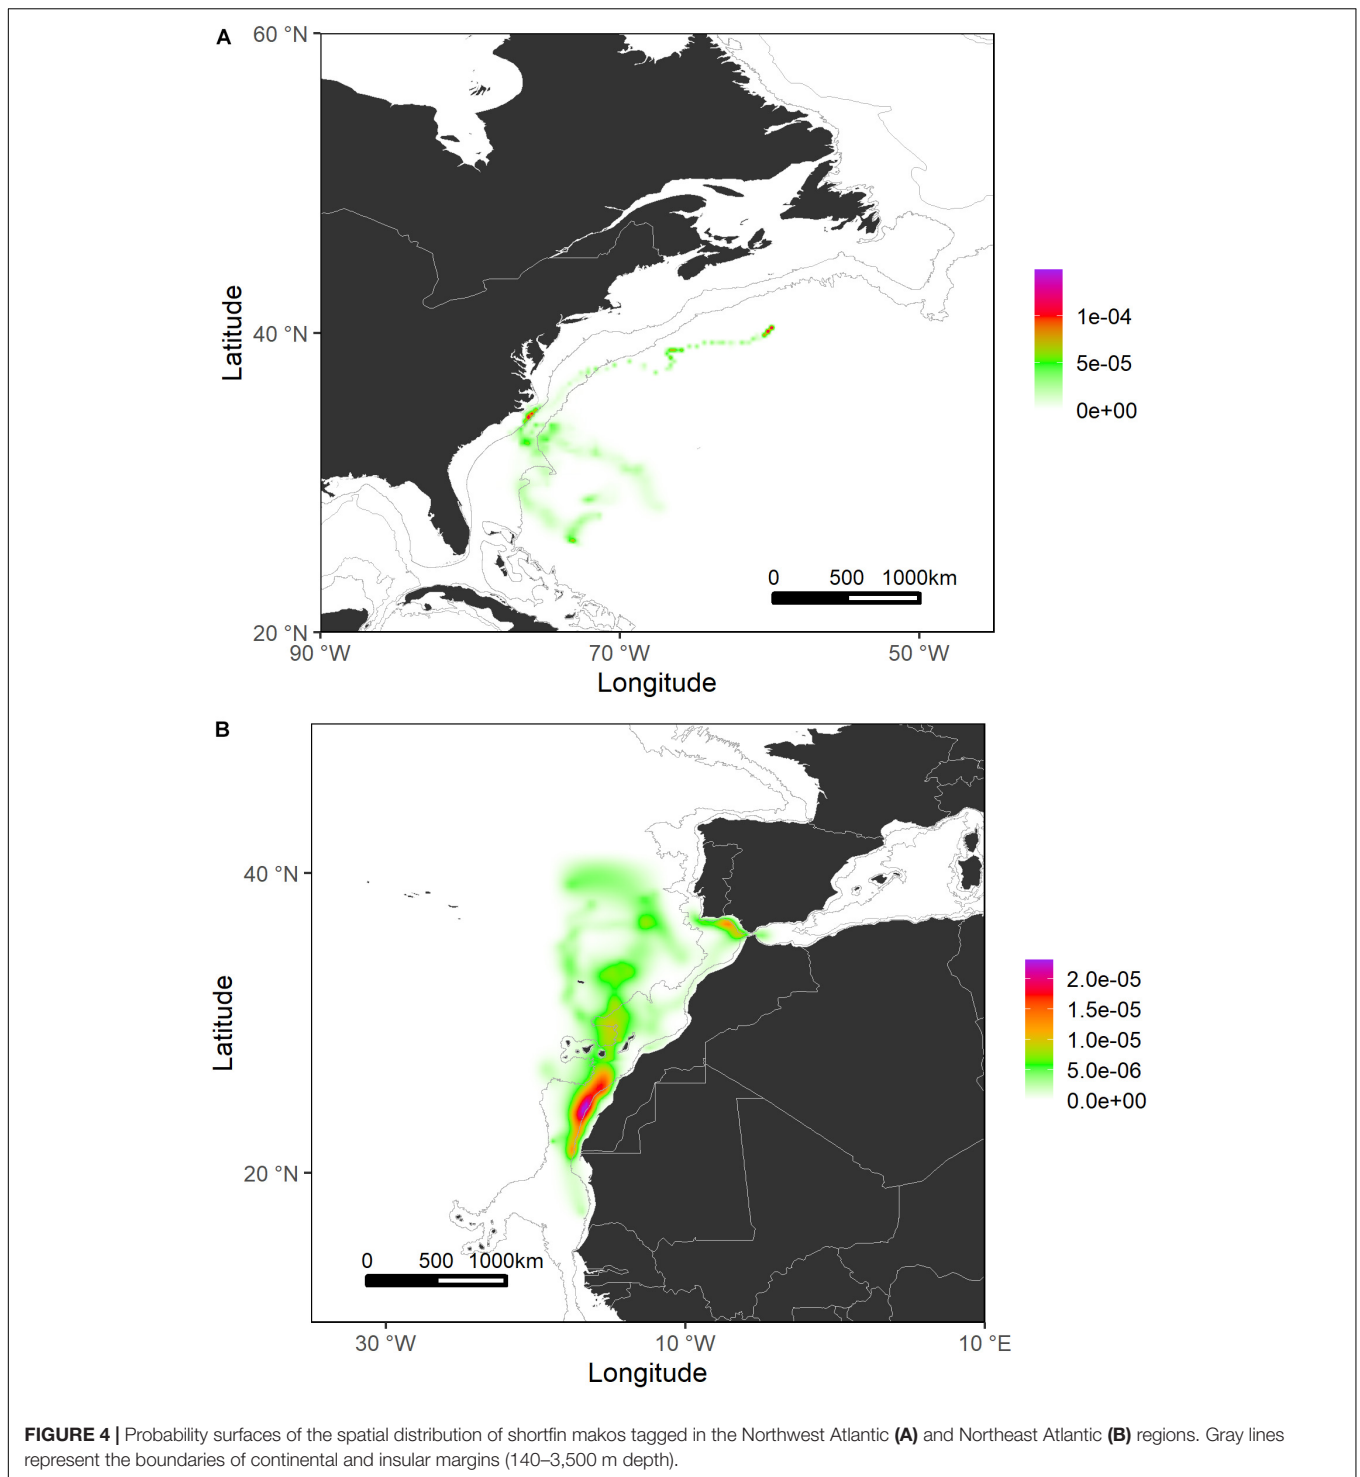 A
60 °N
40 °N
20 °N
Latitude
90 °W
70 °W
50 °W
Longitude
0 500 1000km
1e-04
5e-05
0e+00
B
40 °N
20 °N
Latitude
30 °W
10 °W
10 °E
Longitude
0 500 1000km
2.0e-05
1.5e-05
1.0e-05
5.0e-06
0.0e+00
FIGURE 4 | Probability surfaces of the spatial distribution of shortfin makos tagged in the Northwest Atlantic (A) and Northeast Atlantic (B) regions. Gray lines
represent the boundaries of continental and insular margins (140–3,500 m depth).